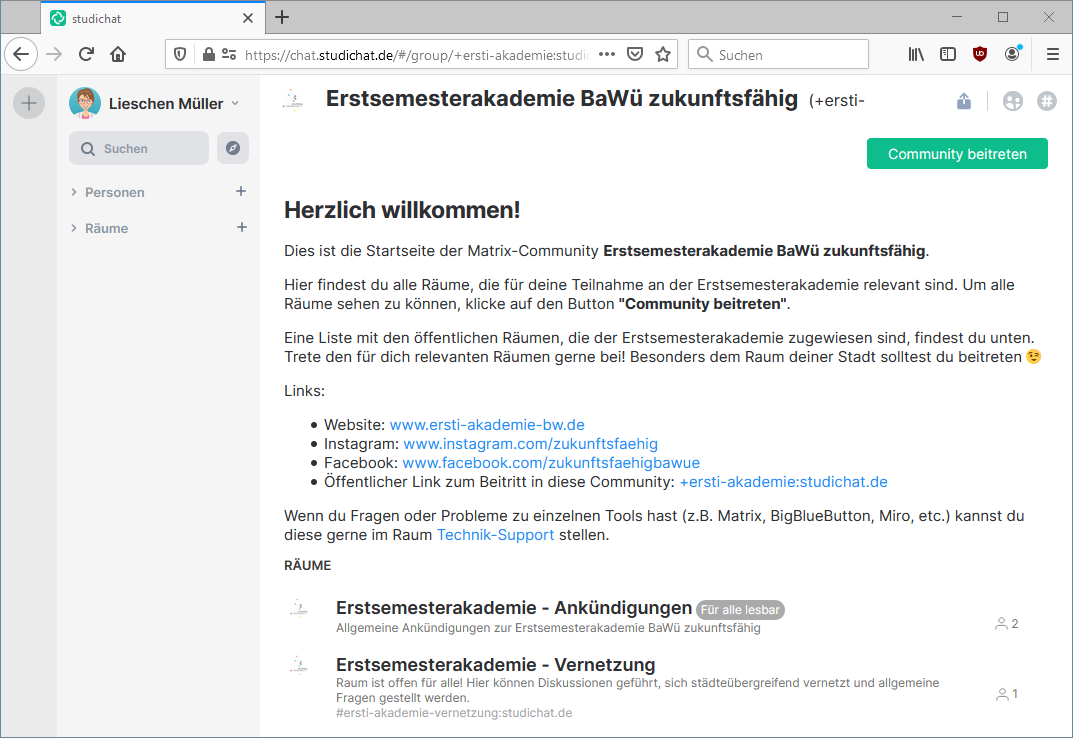 studichat
https://chat.studichat.de/#/group/+ersti-akademie:studic
Suchen
Lieschen Müller
Erstsemesterakademie BaWü zukunftsfähig (+ersti-
Suchen
Community beitreten
Personen
Räume
Herzlich willkommen!
Dies ist die Startseite der Matrix-Community Erstsemesterakademie BaWü zukunftsfähig.
Hier findest du alle Räume, die für deine Teilnahme an der Erstsemesterakademie relevant sind. Um alle
Räume sehen zu können, klicke auf den Button "Community beitreten".
Eine Liste mit den öffentlichen Räumen, die der Erstsemesterakademie zugewiesen sind, findest du unten.
Trete den für dich relevanten Räumen gerne bei! Besonders dem Raum deiner Stadt solltest du beitreten 😉
Links:
• Website: www.ersti-akademie-bw.de
• Instagram: www.instagram.com/zukunftsfaehig
• Facebook: www.facebook.com/zukunftsfaehigbawue
• Öffentlicher Link zum Beitritt in diese Community: +ersti-akademie:studichat.de
Wenn du Fragen oder Probleme zu einzelnen Tools hast (z.B. Matrix, BigBlueButton, Miro, etc.) kannst du
diese gerne im Raum Technik-Support stellen.
RÄUME
Erstsemesterakademie - Ankündigungen Für alle lesbar
Allgemeine Ankündigungen zur Erstsemesterakademie BaWü zukunftsfähig
2
Erstsemesterakademie - Vernetzung
Raum ist offen für alle! Hier können Diskussionen geführt, sich städteübergreifend vernetzt und allgemeine
Fragen gestellt werden.
1
#ersti-akademie-vernetzung:studichat.de